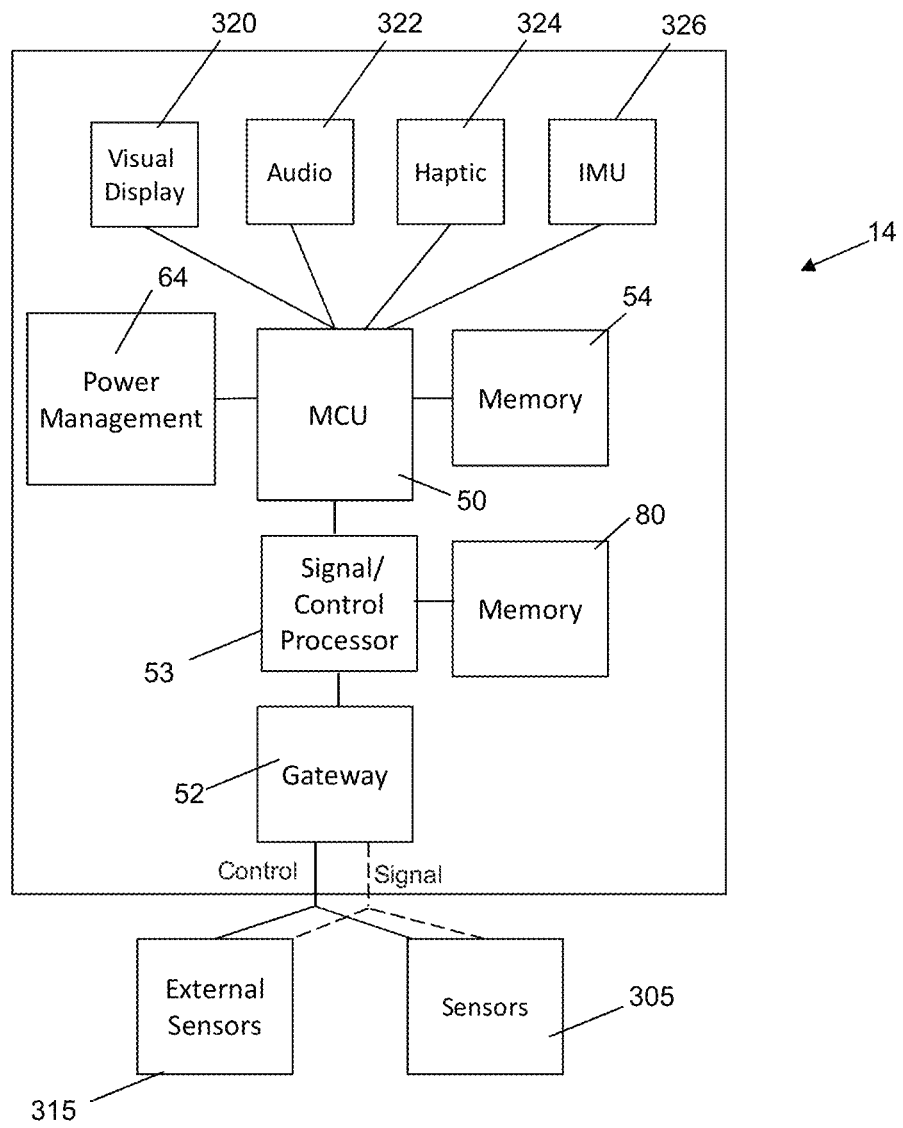 320
322
324
326
Visual
Display
Audio
Haptic
IMU
14
64
54
Power
Management
MCU
Memory
50
80
Signal/
Control
Processor
Memory
53
52
Gateway
Control
Signal
External
Sensors
Sensors
305
315